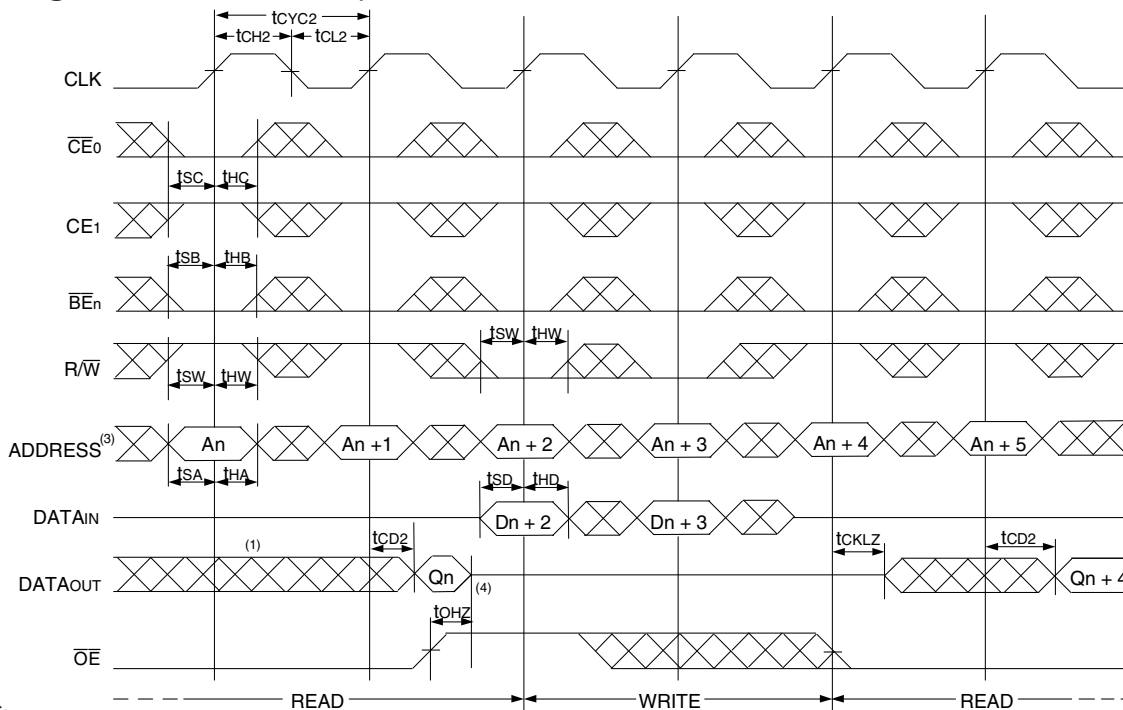 tCYC2
tCH2 tCL2
CLK
CE0
tSC tHC
CE1
tSB tHB
BEn
tSW tHW
R/W
tSW tHW
ADDRESS(3) An An +1 An + 2 An + 3 An + 4 An + 5
tSA tHA
tSD tHD
DATAIN Dn + 2 Dn + 3
(1) tCD2 tCKLZ tCD2
DATAOUT Qn (4) Qn + 4
tOHZ
OE
READ WRITE READ